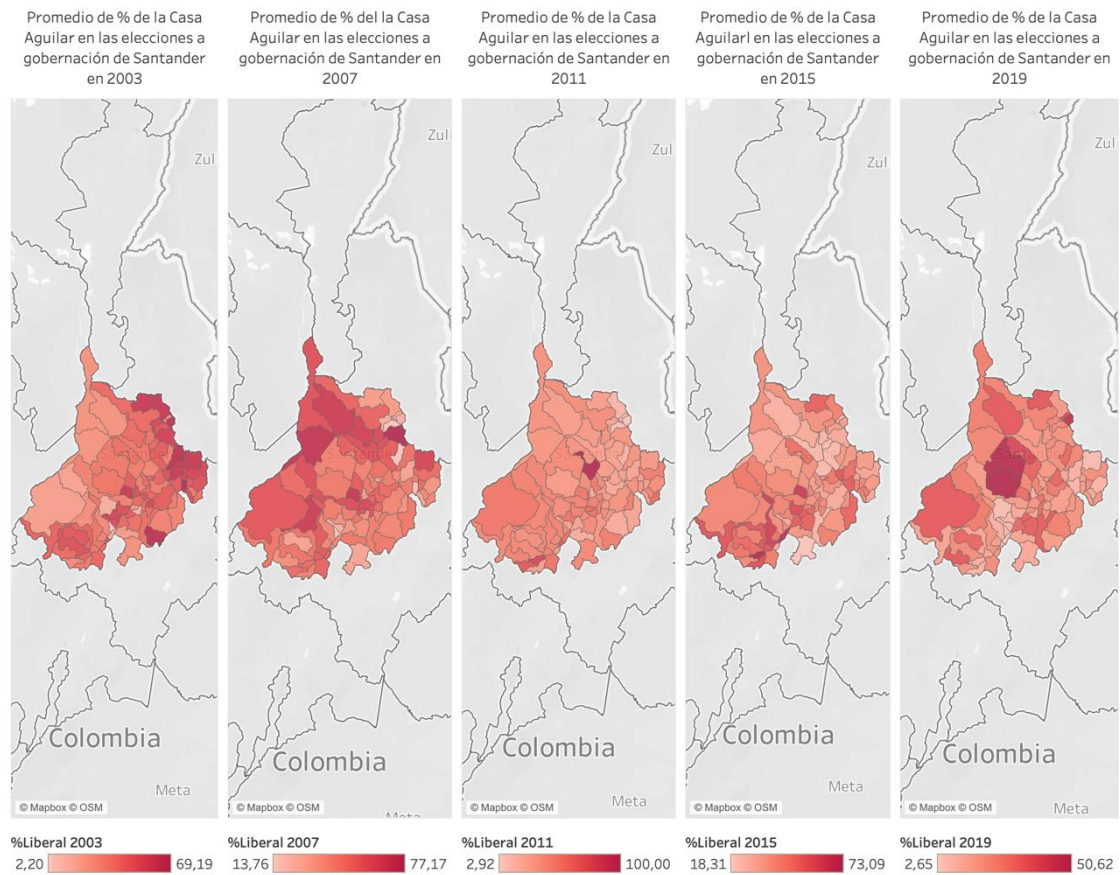 Promedio de % de la Casa
Aguilar en las elecciones a
gobernación de Santander
en 2003
Promedio de % del la Casa
Aguilar en las elecciones a
gobernación de Santander en
2007
Promedio de % de la Casa
Aguilar en las elecciones a
gobernación de Santander en
2011
Promedio de % de la Casa
Aguilarl en las elecciones a
gobernación de Santander
en 2015
Promedio de % de la Casa
Aguilar en las elecciones a
gobernación de Santander en
2019
Zul
Santander
Colombia
Meta
© Mapbox © OSM
Zul
Santander
Colombia
© Mapbox © OSM
Zul
Santander
Colombia
Meta
© Mapbox © OSM
Zul
Santander
Colombia
Meta
© Mapbox © OSM
Zul
Santander
Colombia
Meta
© Mapbox © OSM
%Liberal 2003
2,20 69,19
%Liberal 2007
13,76 77,17
%Liberal 2011
2,92 100,00
%Liberal 2015
18,31 73,09
%Liberal 2019
2,65 50,62